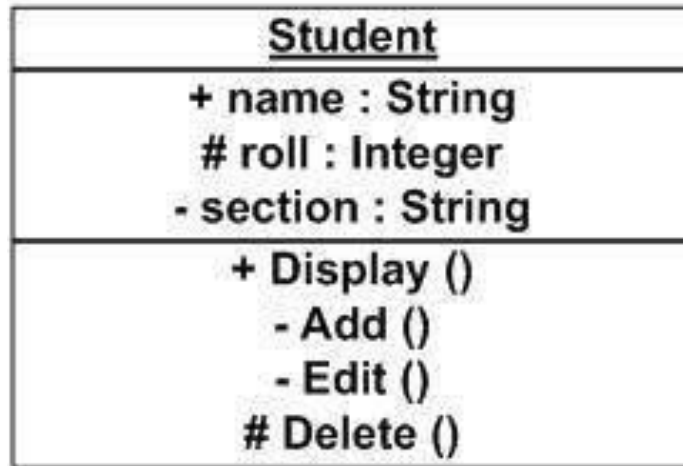 Student
+ name : String
# roll : Integer
- section : String
+ Display ()
- Add ()
- Edit ()
# Delete ()